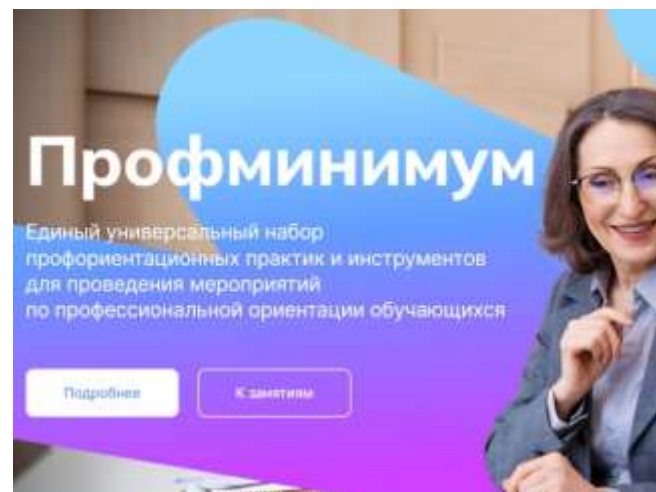 Профминимум
Единый универсальный набор
профориентационных практик и инструментов
для проведения мероприятий
по профессиональной ориентации обучающихся
Подробнее
К занятиям